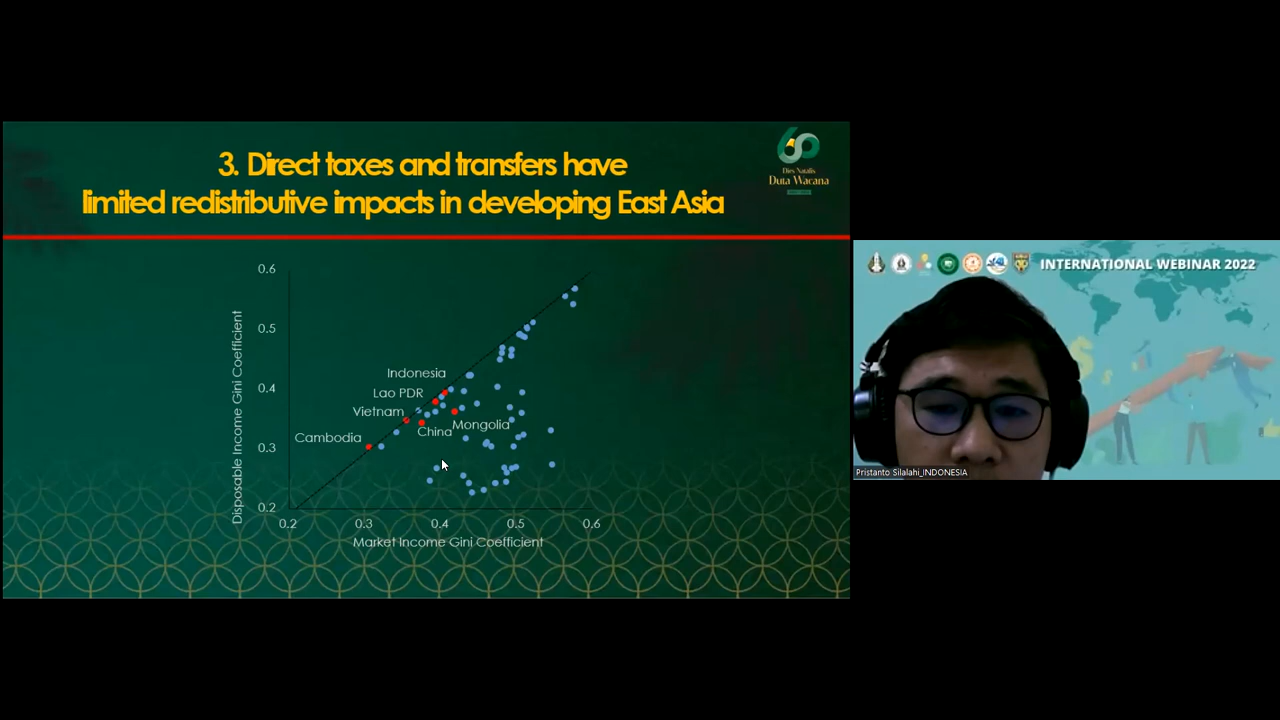 3. Direct taxes and transfers have
limited redistributive impacts in developing East Asia
Dies Natalis
Duta Wacana
0.6
0.5
0.4
0.3
0.2
Disposable Income Gini Coefficient
Indonesia
Lao PDR
Vietnam
Cambodia
China
Mongolia
0.2
0.3
0.4
0.5
0.6
Market Income Gini Coefficient
INTERNATIONAL WEBINAR 2022
Pristanto Silalahi_INDONESIA